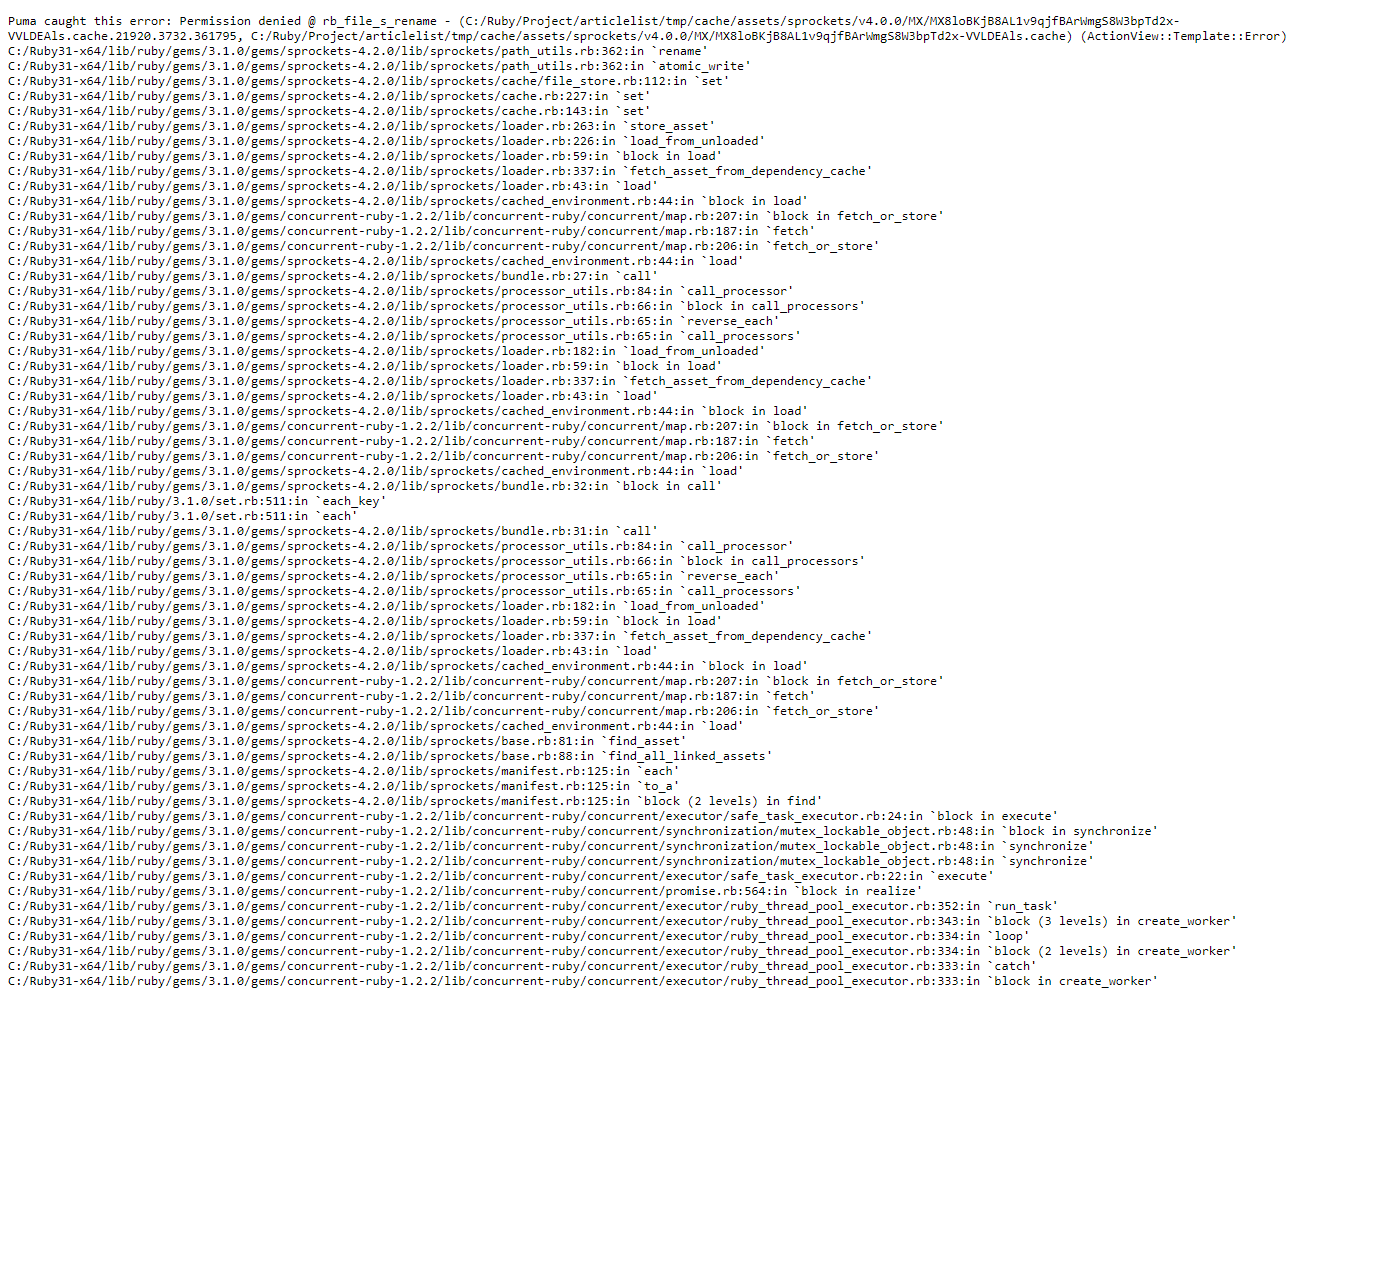 Puma caught this error: Permission denied @ rb_file_s_rename - (C:/Ruby/Project/articlelist/tmp/cache/assets/sprockets/v4.0.0/MX/MX8loBKjB8AL1v9qjfBArWmgS8W3bpTd2x-
VVLDEAls.cache.21920.3732.361795, C:/Ruby/Project/articlelist/tmp/cache/assets/sprockets/v4.0.0/MX/MX8loBKjB8AL1v9qjfBArWmgS8W3bpTd2x-VVLDEAls.cache) (ActionView::Template::Error)
C:/Ruby31-x64/lib/ruby/gems/3.1.0/gems/sprockets-4.2.0/lib/sprockets/path_utils.rb:362:in `rename'
C:/Ruby31-x64/lib/ruby/gems/3.1.0/gems/sprockets-4.2.0/lib/sprockets/path_utils.rb:362:in `atomic_write'
C:/Ruby31-x64/lib/ruby/gems/3.1.0/gems/sprockets-4.2.0/lib/sprockets/cache/file_store.rb:112:in `set'
C:/Ruby31-x64/lib/ruby/gems/3.1.0/gems/sprockets-4.2.0/lib/sprockets/cache.rb:227:in `set'
C:/Ruby31-x64/lib/ruby/gems/3.1.0/gems/sprockets-4.2.0/lib/sprockets/cache.rb:143:in `set'
C:/Ruby31-x64/lib/ruby/gems/3.1.0/gems/sprockets-4.2.0/lib/sprockets/loader.rb:263:in `store_asset'
C:/Ruby31-x64/lib/ruby/gems/3.1.0/gems/sprockets-4.2.0/lib/sprockets/loader.rb:226:in `load_from_unloaded'
C:/Ruby31-x64/lib/ruby/gems/3.1.0/gems/sprockets-4.2.0/lib/sprockets/loader.rb:59:in `block in load'
C:/Ruby31-x64/lib/ruby/gems/3.1.0/gems/sprockets-4.2.0/lib/sprockets/loader.rb:337:in `fetch_asset_from_dependency_cache'
C:/Ruby31-x64/lib/ruby/gems/3.1.0/gems/sprockets-4.2.0/lib/sprockets/loader.rb:43:in `load'
C:/Ruby31-x64/lib/ruby/gems/3.1.0/gems/sprockets-4.2.0/lib/sprockets/cached_environment.rb:44:in `block in load'
C:/Ruby31-x64/lib/ruby/gems/3.1.0/gems/concurrent-ruby-1.2.2/lib/concurrent-ruby/concurrent/map.rb:207:in `block in fetch_or_store'
C:/Ruby31-x64/lib/ruby/gems/3.1.0/gems/concurrent-ruby-1.2.2/lib/concurrent-ruby/concurrent/map.rb:187:in `fetch'
C:/Ruby31-x64/lib/ruby/gems/3.1.0/gems/concurrent-ruby-1.2.2/lib/concurrent-ruby/concurrent/map.rb:206:in `fetch_or_store'
C:/Ruby31-x64/lib/ruby/gems/3.1.0/gems/sprockets-4.2.0/lib/sprockets/cached_environment.rb:44:in `load'
C:/Ruby31-x64/lib/ruby/gems/3.1.0/gems/sprockets-4.2.0/lib/sprockets/bundle.rb:27:in `call'
C:/Ruby31-x64/lib/ruby/gems/3.1.0/gems/sprockets-4.2.0/lib/sprockets/processor_utils.rb:84:in `call_processor'
C:/Ruby31-x64/lib/ruby/gems/3.1.0/gems/sprockets-4.2.0/lib/sprockets/processor_utils.rb:66:in `block in call_processors'
C:/Ruby31-x64/lib/ruby/gems/3.1.0/gems/sprockets-4.2.0/lib/sprockets/processor_utils.rb:65:in `reverse_each'
C:/Ruby31-x64/lib/ruby/gems/3.1.0/gems/sprockets-4.2.0/lib/sprockets/processor_utils.rb:65:in `call_processors'
C:/Ruby31-x64/lib/ruby/gems/3.1.0/gems/sprockets-4.2.0/lib/sprockets/loader.rb:182:in `load_from_unloaded'
C:/Ruby31-x64/lib/ruby/gems/3.1.0/gems/sprockets-4.2.0/lib/sprockets/loader.rb:59:in `block in load'
C:/Ruby31-x64/lib/ruby/gems/3.1.0/gems/sprockets-4.2.0/lib/sprockets/loader.rb:337:in `fetch_asset_from_dependency_cache'
C:/Ruby31-x64/lib/ruby/gems/3.1.0/gems/sprockets-4.2.0/lib/sprockets/loader.rb:43:in `load'
C:/Ruby31-x64/lib/ruby/gems/3.1.0/gems/sprockets-4.2.0/lib/sprockets/cached_environment.rb:44:in `block in load'
C:/Ruby31-x64/lib/ruby/gems/3.1.0/gems/concurrent-ruby-1.2.2/lib/concurrent-ruby/concurrent/map.rb:207:in `block in fetch_or_store'
C:/Ruby31-x64/lib/ruby/gems/3.1.0/gems/concurrent-ruby-1.2.2/lib/concurrent-ruby/concurrent/map.rb:187:in `fetch'
C:/Ruby31-x64/lib/ruby/gems/3.1.0/gems/concurrent-ruby-1.2.2/lib/concurrent-ruby/concurrent/map.rb:206:in `fetch_or_store'
C:/Ruby31-x64/lib/ruby/gems/3.1.0/gems/sprockets-4.2.0/lib/sprockets/cached_environment.rb:44:in `load'
C:/Ruby31-x64/lib/ruby/gems/3.1.0/gems/sprockets-4.2.0/lib/sprockets/bundle.rb:32:in `block in call'
C:/Ruby31-x64/lib/ruby/3.1.0/set.rb:511:in `each_key'
C:/Ruby31-x64/lib/ruby/3.1.0/set.rb:511:in `each'
C:/Ruby31-x64/lib/ruby/gems/3.1.0/gems/sprockets-4.2.0/lib/sprockets/bundle.rb:31:in `call'
C:/Ruby31-x64/lib/ruby/gems/3.1.0/gems/sprockets-4.2.0/lib/sprockets/processor_utils.rb:84:in `call_processor'
C:/Ruby31-x64/lib/ruby/gems/3.1.0/gems/sprockets-4.2.0/lib/sprockets/processor_utils.rb:66:in `block in call_processors'
C:/Ruby31-x64/lib/ruby/gems/3.1.0/gems/sprockets-4.2.0/lib/sprockets/processor_utils.rb:65:in `reverse_each'
C:/Ruby31-x64/lib/ruby/gems/3.1.0/gems/sprockets-4.2.0/lib/sprockets/processor_utils.rb:65:in `call_processors'
C:/Ruby31-x64/lib/ruby/gems/3.1.0/gems/sprockets-4.2.0/lib/sprockets/loader.rb:182:in `load_from_unloaded'
C:/Ruby31-x64/lib/ruby/gems/3.1.0/gems/sprockets-4.2.0/lib/sprockets/loader.rb:59:in `block in load'
C:/Ruby31-x64/lib/ruby/gems/3.1.0/gems/sprockets-4.2.0/lib/sprockets/loader.rb:337:in `fetch_asset_from_dependency_cache'
C:/Ruby31-x64/lib/ruby/gems/3.1.0/gems/sprockets-4.2.0/lib/sprockets/loader.rb:43:in `load'
C:/Ruby31-x64/lib/ruby/gems/3.1.0/gems/sprockets-4.2.0/lib/sprockets/cached_environment.rb:44:in `block in load'
C:/Ruby31-x64/lib/ruby/gems/3.1.0/gems/concurrent-ruby-1.2.2/lib/concurrent-ruby/concurrent/map.rb:207:in `block in fetch_or_store'
C:/Ruby31-x64/lib/ruby/gems/3.1.0/gems/concurrent-ruby-1.2.2/lib/concurrent-ruby/concurrent/map.rb:187:in `fetch'
C:/Ruby31-x64/lib/ruby/gems/3.1.0/gems/concurrent-ruby-1.2.2/lib/concurrent-ruby/concurrent/map.rb:206:in `fetch_or_store'
C:/Ruby31-x64/lib/ruby/gems/3.1.0/gems/sprockets-4.2.0/lib/sprockets/cached_environment.rb:44:in `load'
C:/Ruby31-x64/lib/ruby/gems/3.1.0/gems/sprockets-4.2.0/lib/sprockets/base.rb:81:in `find_asset'
C:/Ruby31-x64/lib/ruby/gems/3.1.0/gems/sprockets-4.2.0/lib/sprockets/base.rb:88:in `find_all_linked_assets'
C:/Ruby31-x64/lib/ruby/gems/3.1.0/gems/sprockets-4.2.0/lib/sprockets/manifest.rb:125:in `each'
C:/Ruby31-x64/lib/ruby/gems/3.1.0/gems/sprockets-4.2.0/lib/sprockets/manifest.rb:125:in `to_a'
C:/Ruby31-x64/lib/ruby/gems/3.1.0/gems/sprockets-4.2.0/lib/sprockets/manifest.rb:125:in `block (2 levels) in find'
C:/Ruby31-x64/lib/ruby/gems/3.1.0/gems/concurrent-ruby-1.2.2/lib/concurrent-ruby/concurrent/executor/safe_task_executor.rb:24:in `block in execute'
C:/Ruby31-x64/lib/ruby/gems/3.1.0/gems/concurrent-ruby-1.2.2/lib/concurrent-ruby/concurrent/synchronization/mutex_lockable_object.rb:48:in `block in synchronize'
C:/Ruby31-x64/lib/ruby/gems/3.1.0/gems/concurrent-ruby-1.2.2/lib/concurrent-ruby/concurrent/synchronization/mutex_lockable_object.rb:48:in `synchronize'
C:/Ruby31-x64/lib/ruby/gems/3.1.0/gems/concurrent-ruby-1.2.2/lib/concurrent-ruby/concurrent/synchronization/mutex_lockable_object.rb:48:in `synchronize'
C:/Ruby31-x64/lib/ruby/gems/3.1.0/gems/concurrent-ruby-1.2.2/lib/concurrent-ruby/concurrent/executor/safe_task_executor.rb:22:in `execute'
C:/Ruby31-x64/lib/ruby/gems/3.1.0/gems/concurrent-ruby-1.2.2/lib/concurrent-ruby/concurrent/promise.rb:564:in `block in realize'
C:/Ruby31-x64/lib/ruby/gems/3.1.0/gems/concurrent-ruby-1.2.2/lib/concurrent-ruby/concurrent/executor/ruby_thread_pool_executor.rb:352:in `run_task'
C:/Ruby31-x64/lib/ruby/gems/3.1.0/gems/concurrent-ruby-1.2.2/lib/concurrent-ruby/concurrent/executor/ruby_thread_pool_executor.rb:343:in `block (3 levels) in create_worker'
C:/Ruby31-x64/lib/ruby/gems/3.1.0/gems/concurrent-ruby-1.2.2/lib/concurrent-ruby/concurrent/executor/ruby_thread_pool_executor.rb:334:in `loop'
C:/Ruby31-x64/lib/ruby/gems/3.1.0/gems/concurrent-ruby-1.2.2/lib/concurrent-ruby/concurrent/executor/ruby_thread_pool_executor.rb:334:in `block (2 levels) in create_worker'
C:/Ruby31-x64/lib/ruby/gems/3.1.0/gems/concurrent-ruby-1.2.2/lib/concurrent-ruby/concurrent/executor/ruby_thread_pool_executor.rb:333:in `catch'
C:/Ruby31-x64/lib/ruby/gems/3.1.0/gems/concurrent-ruby-1.2.2/lib/concurrent-ruby/concurrent/executor/ruby_thread_pool_executor.rb:333:in `block in create_worker'